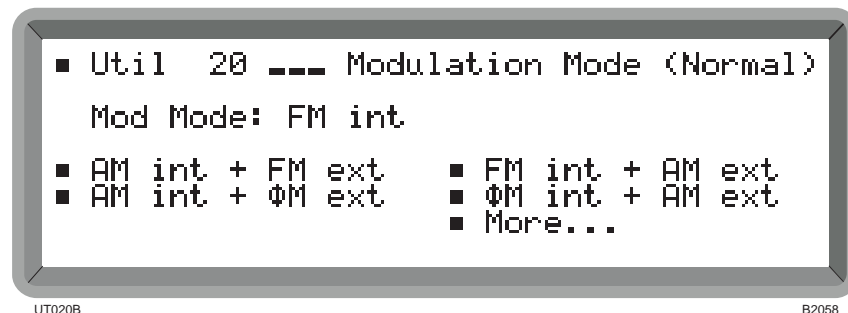 ▪ Util 20 ▂▂▂ Modulation Mode (Normal)
Mod Mode: FM int
▪ AM int + FM ext ▪ FM int + AM ext
▪ AM int + ΦM ext ▪ ΦM int + AM ext
▪ More...
UT020B B2058